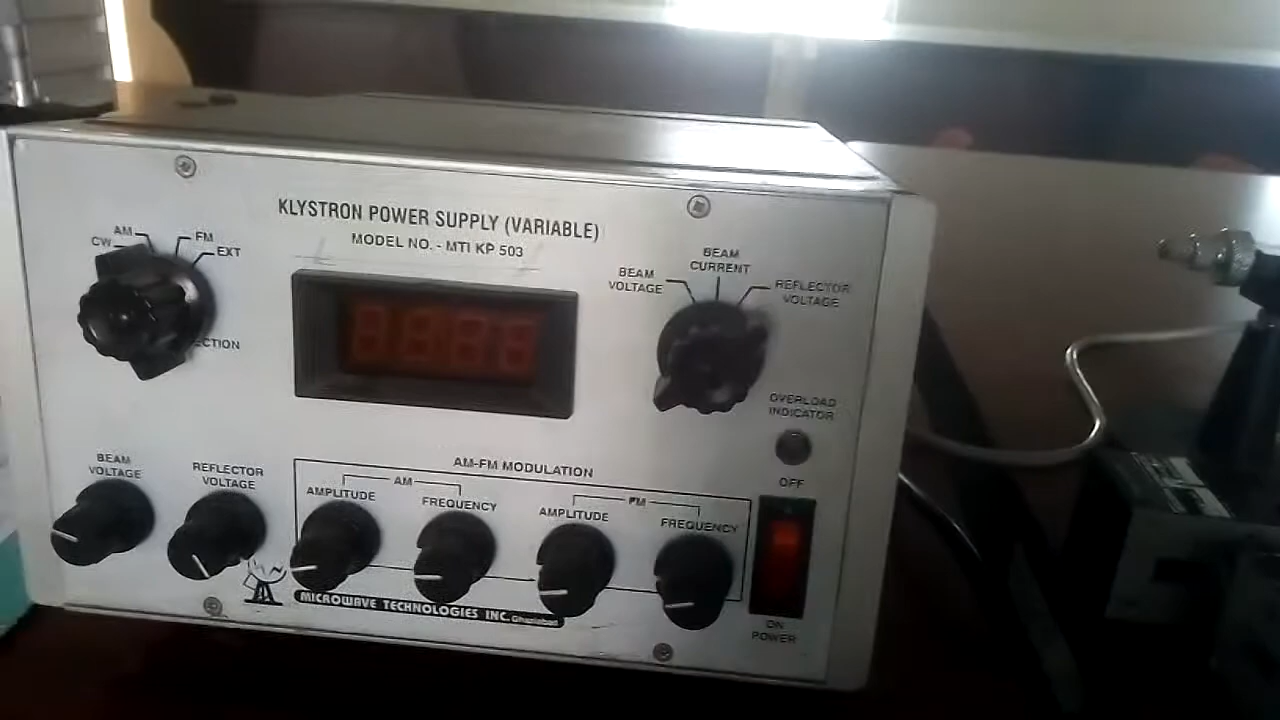 KLYSTRON POWER SUPPLY (VARIABLE)
MODEL NO. - MTI KP 503
CW
AM
FM
EXT
BEAM
VOLTAGE
BEAM
CURRENT
REFLECTOR
VOLTAGE
OVERLOAD
INDICATOR
OFF
BEAM
VOLTAGE
REFLECTOR
VOLTAGE
AM-FM MODULATION
AM
AMPLITUDE
FREQUENCY
FM
AMPLITUDE
FREQUENCY
ON
POWER
MICROWAVE TECHNOLOGIES INC. Ghaziabad